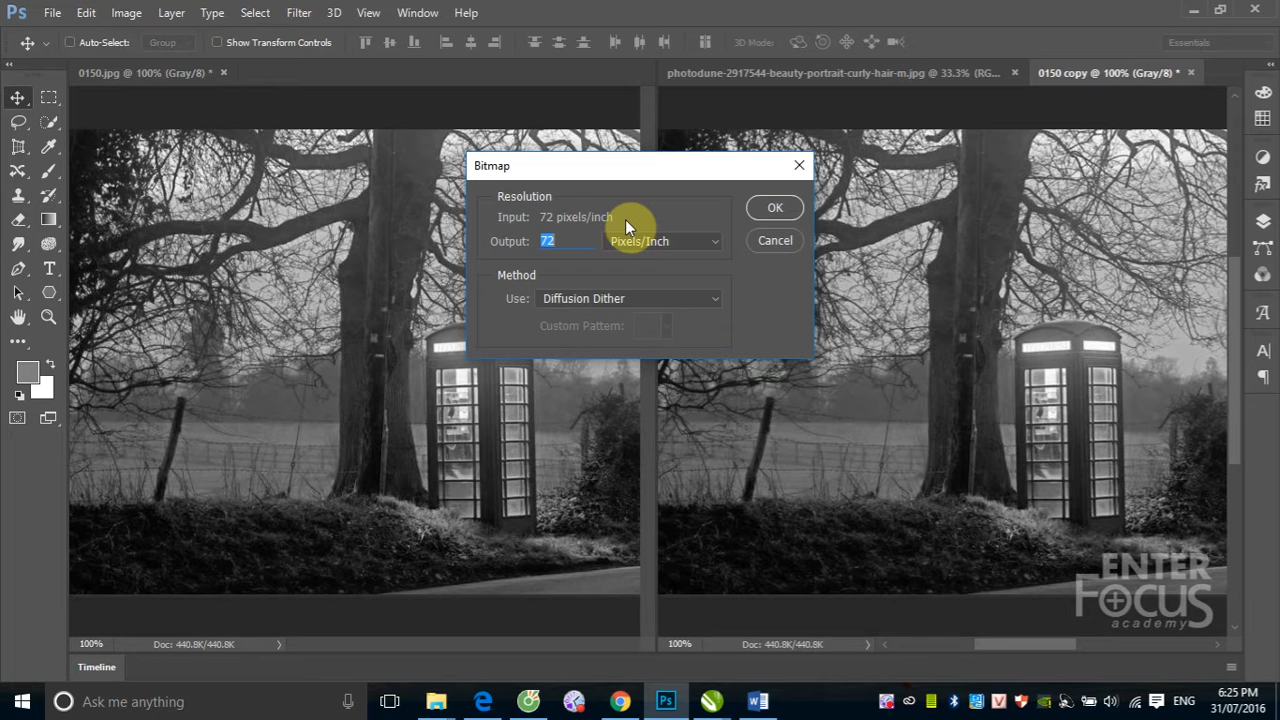 Ps File Edit Image Layer Type Select Filter 3D View Window Help
Auto-Select: Group Show Transform Controls 3D Mode: Essentials
0150.jpg @ 100% (Gray/8) * photodune-2917544-beauty-portrait-curly-hair-m.jpg @ 33.3% (RG... 0150 copy @ 100% (Gray/8) *
Bitmap
Resolution
Input: 72 pixels/inch
OK
Output: 72 Pixels/Inch
Cancel
Method
Use: Diffusion Dither
Custom Pattern:
ENTER
FOCUS
academy
100% Doc: 440.8K/440.8K 100% Doc: 440.8K/440.8K
Timeline
Ask me anything
Ps
ENG
6:25 PM
31/07/2016